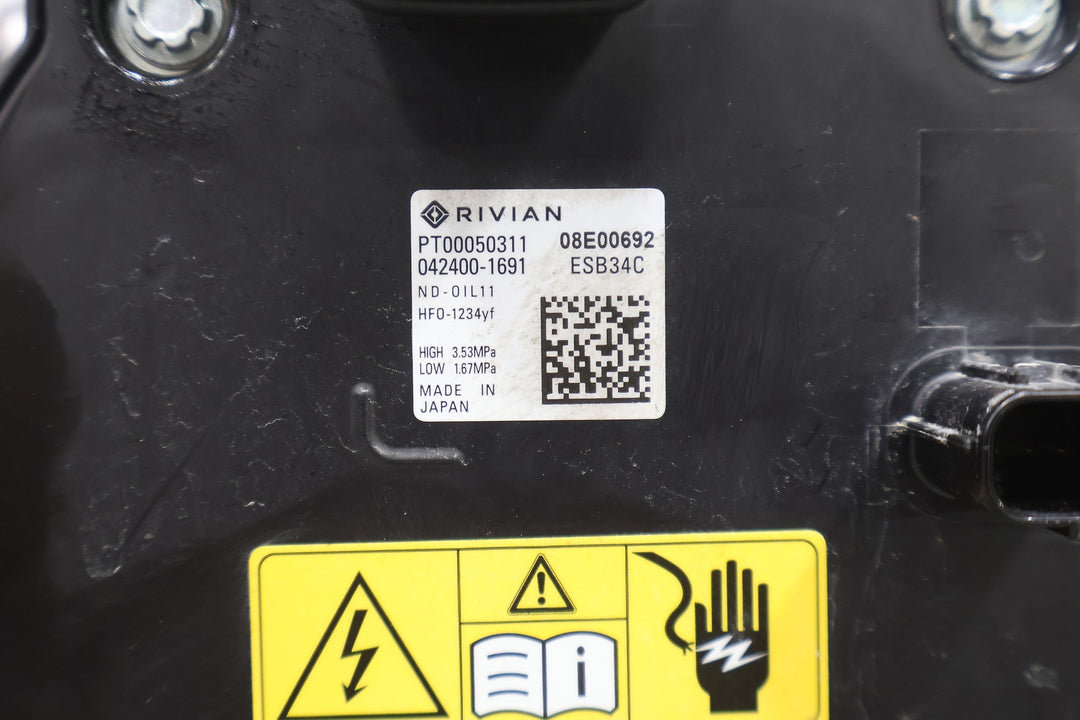 RIVIAN
PT00050311 08E00692
042400-1691 ESB34C
ND-OIL11
HFO-1234yf
HIGH 3.53MPa
LOW 1.67MPa
MADE IN
JAPAN
!
i